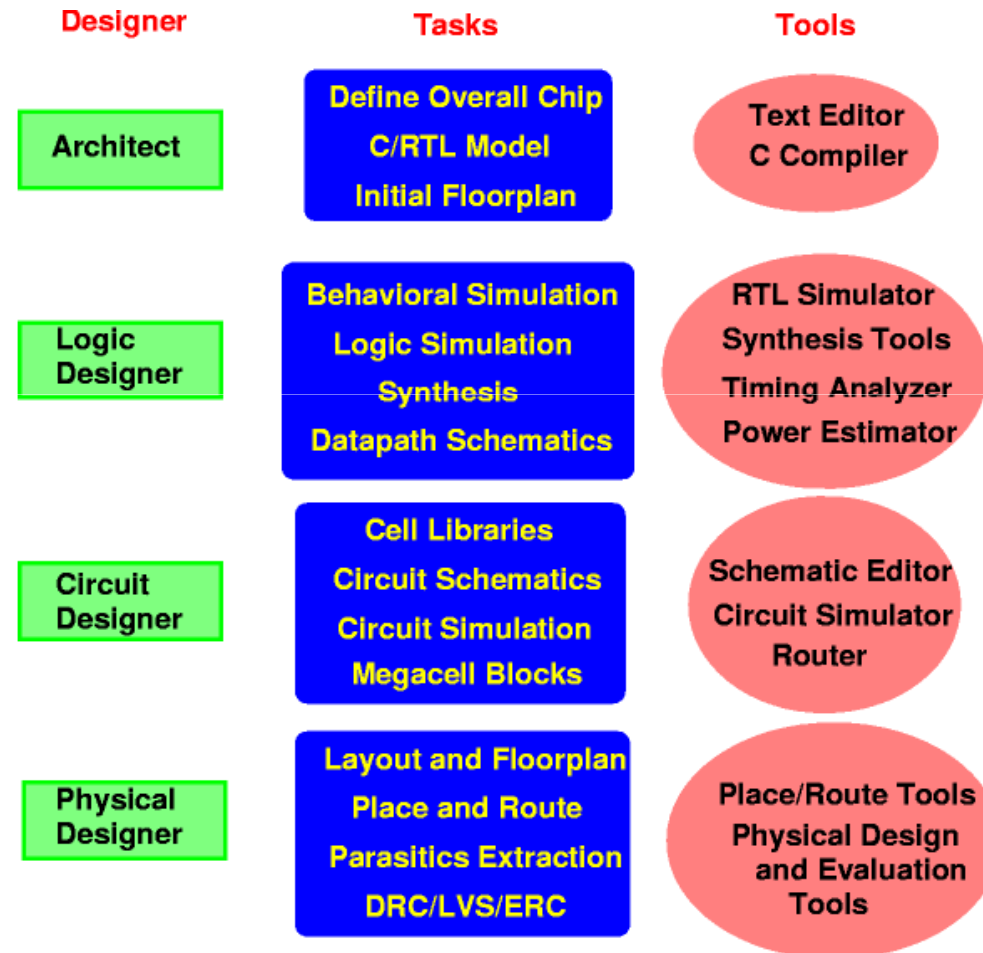 Designer
Tasks
Tools
Architect
Define Overall Chip
C/RTL Model
Initial Floorplan
Text Editor
C Compiler
Logic
Designer
Behavioral Simulation
Logic Simulation
Synthesis
Datapath Schematics
RTL Simulator
Synthesis Tools
Timing Analyzer
Power Estimator
Circuit
Designer
Cell Libraries
Circuit Schematics
Circuit Simulation
Megacell Blocks
Schematic Editor
Circuit Simulator
Router
Physical
Designer
Layout and Floorplan
Place and Route
Parasitics Extraction
DRC/LVS/ERC
Place/Route Tools
Physical Design
and Evaluation
Tools